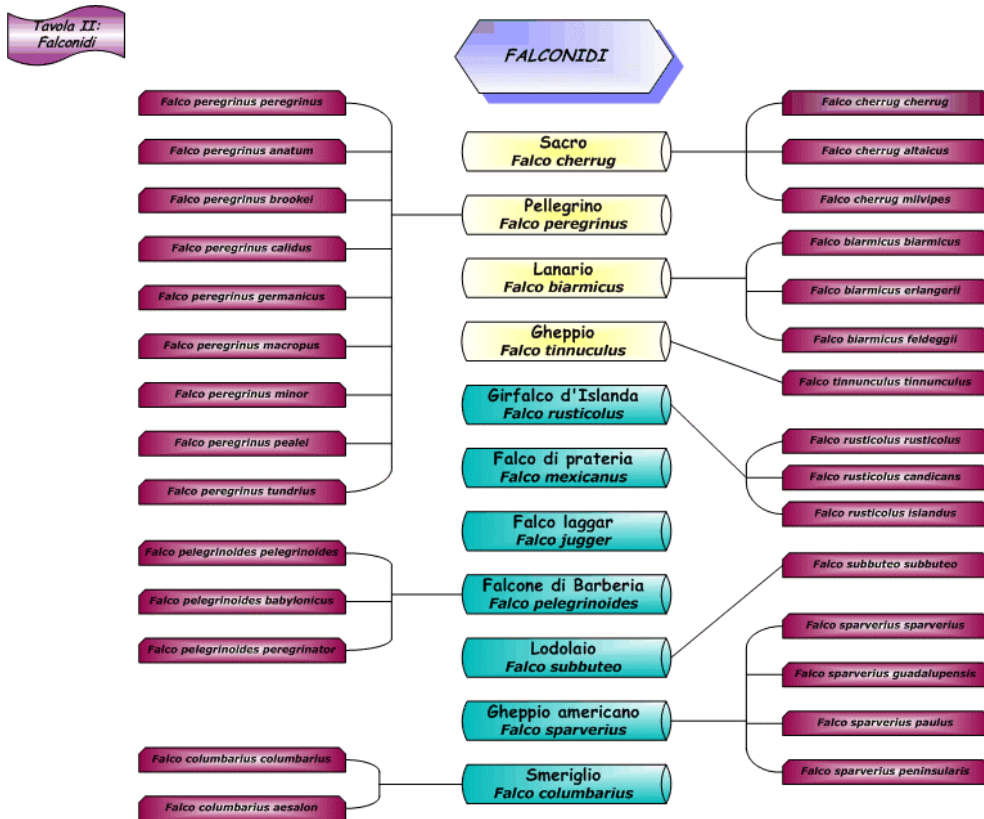 Tavola II:
Falconidi
FALCONIDI
Falco peregrinus peregrinus
Falco peregrinus anatum
Falco peregrinus brookei
Falco peregrinus calidus
Falco peregrinus germanicus
Falco peregrinus macropus
Falco peregrinus minor
Falco peregrinus pealei
Falco peregrinus tundrius
Falco pelegrinoides pelegrinoides
Falco pelegrinoides babylonicus
Falco pelegrinoides peregrinator
Falco columbarius columbarius
Falco columbarius aesalon
Sacro
Falco cherrug
Pellegrino
Falco peregrinus
Lanario
Falco biarmicus
Gheppio
Falco tinnuculus
Girfalco d'Islanda
Falco rusticolus
Falco di prateria
Falco mexicanus
Falco laggar
Falco jugger
Falcone di Barberia
Falco pelegrinoides
Lodolaio
Falco subbuteo
Gheppio americano
Falco sparverius
Smeriglio
Falco columbarius
Falco cherrug cherrug
Falco cherrug altaicus
Falco cherrug milvipes
Falco biarmicus biarmicus
Falco biarmicus erlangerii
Falco biarmicus feldeggii
Falco tinnunculus tinnunculus
Falco rusticolus rusticolus
Falco rusticolus candicans
Falco rusticolus islandus
Falco subbuteo subbuteo
Falco sparverius sparverius
Falco sparverius guadalupensis
Falco sparverius paulus
Falco sparverius peninsularis